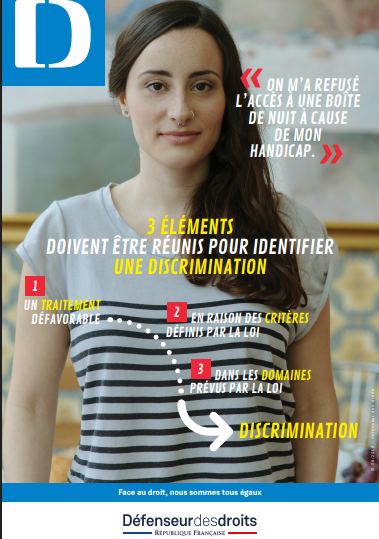 D
« ON M’A REFUSÉ
L’ACCÈS À UNE BOÎTE
DE NUIT À CAUSE
DE MON
HANDICAP. »
3 ÉLÉMENTS
DOIVENT ÊTRE RÉUNIS POUR IDENTIFIER
UNE DISCRIMINATION
1
UN TRAITEMENT
DÉFAVORABLE
2 EN RAISON DES CRITÈRES
DÉFINIS PAR LA LOI
3 DANS LES DOMAINES
PRÉVUS PAR LA LOI
DISCRIMINATION
Face au droit, nous sommes tous égaux
Défenseurdesdroits
RÉPUBLIQUE FRANÇAISE